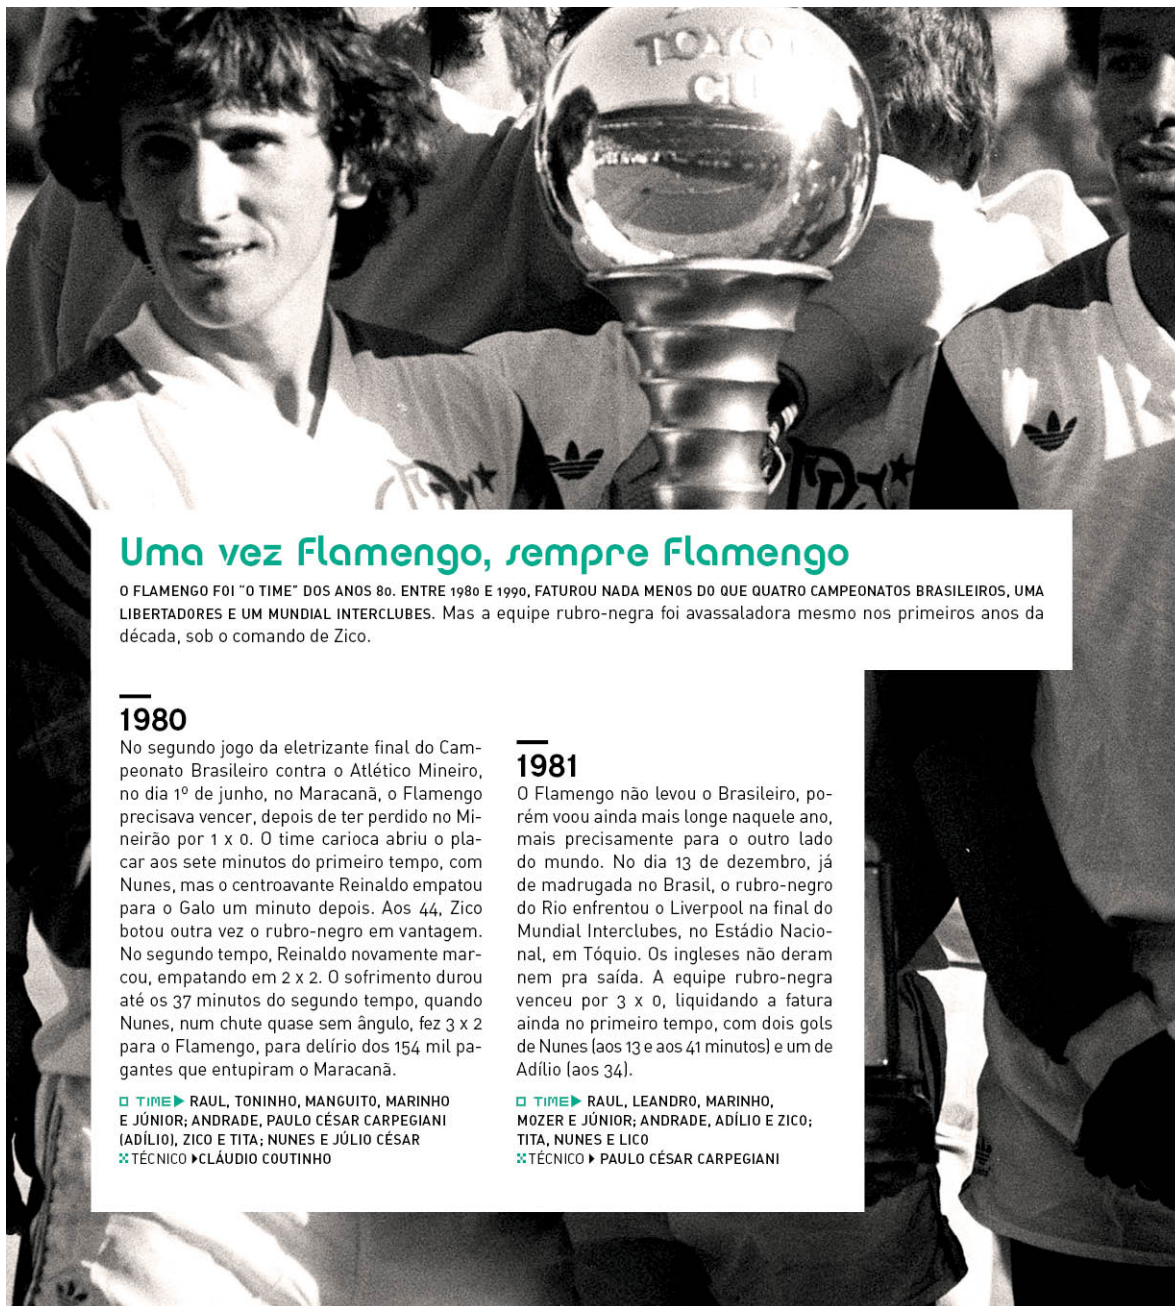 TOYO
CU
Uma vez Flamengo, sempre Flamengo
O FLAMENGO FOI “O TIME” DOS ANOS 80. ENTRE 1980 E 1990, FATUROU NADA MENOS DO QUE QUATRO CAMPEONATOS BRASILEIROS, UMA
LIBERTADORES E UM MUNDIAL INTERCLUBES. Mas a equipe rubro-negra foi avassaladora mesmo nos primeiros anos da
década, sob o comando de Zico.
1980
No segundo jogo da eletrizante final do Cam-
peonato Brasileiro contra o Atlético Mineiro,
no dia 1º de junho, no Maracanã, o Flamengo
precisava vencer, depois de ter perdido no Mi-
neirão por 1 x 0. O time carioca abriu o pla-
car aos sete minutos do primeiro tempo, com
Nunes, mas o centroavante Reinaldo empatou
para o Galo um minuto depois. Aos 44, Zico
botou outra vez o rubro-negro em vantagem.
No segundo tempo, Reinaldo novamente mar-
cou, empatando em 2 x 2. O sofrimento durou
até os 37 minutos do segundo tempo, quando
Nunes, num chute quase sem ângulo, fez 3 x 2
para o Flamengo, para delírio dos 154 mil pa-
gantes que entupiram o Maracanã.
O TIME▶ RAUL, TONINHO, MANGUITO, MARINHO
E JÚNIOR; ANDRADE, PAULO CÉSAR CARPEGIANI
(ADÍLIO), ZICO E TITA; NUNES E JÚLIO CÉSAR
TÉCNICO ▶CLÁUDIO COUTINHO
1981
O Flamengo não levou o Brasileiro, po-
rém voou ainda mais longe naquele ano,
mais precisamente para o outro lado
do mundo. No dia 13 de dezembro, já
de madrugada no Brasil, o rubro-negro
do Rio enfrentou o Liverpool na final do
Mundial Interclubes, no Estádio Nacio-
nal, em Tóquio. Os ingleses não deram
nem pra saída. A equipe rubro-negra
venceu por 3 x 0, liquidando a fatura
ainda no primeiro tempo, com dois gols
de Nunes (aos 13 e aos 41 minutos) e um de
Adílio (aos 34).
O TIME▶ RAUL, LEANDRO, MARINHO,
MOZER E JÚNIOR; ANDRADE, ADÍLIO E ZICO;
TITA, NUNES E LICO
TÉCNICO ▶ PAULO CÉSAR CARPEGIANI